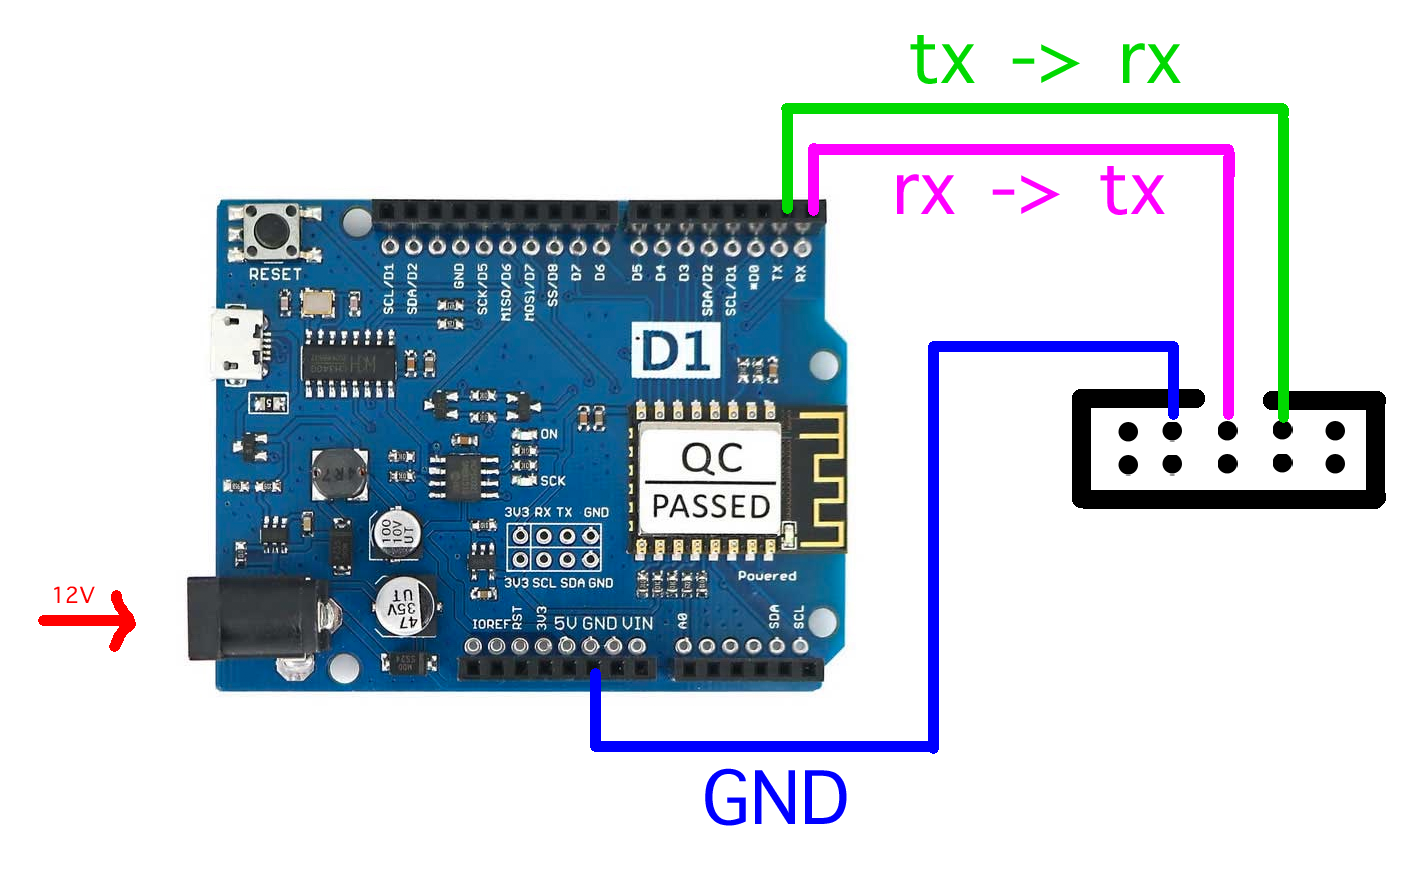 tx -> rx
rx -> tx
RESET
SCL/D1 SDA/D2 GND SCK/D5 MISO/D6 MOSI/D7 SS/D8 D7 D6 D5 D4 D3 SDA/D2 SCL/D1 *D0 TX RX
D1
ON
SCK
QC
PASSED
4R7
100
10V
UT
3V3 RX TX GND
3V3 SCL SDA GND
Powered
12V
47
35V
UT
IOREF RST 3V3 5V GND VIN A0 SDA SCL
GND